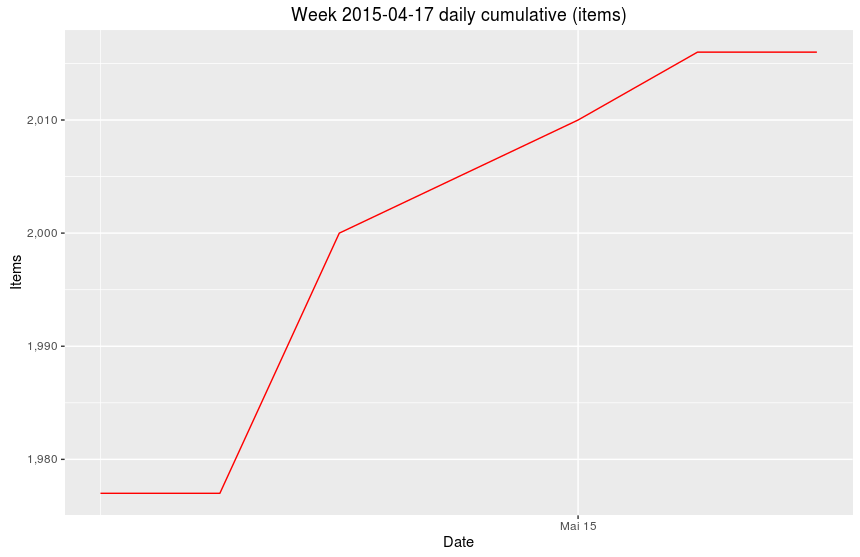 Week 2015-04-17 daily cumulative (items)
Items
2,010
2,000
1,990
1,980
Mai 15
Date